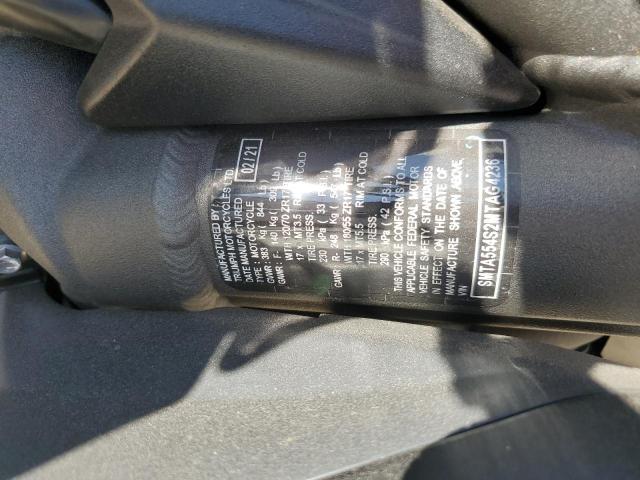 MANUFACTURED BY:
TRIUMPH MOTORCYCLES LTD.
DATE MANUFACTURED 02/21
TYPE : MOTORCYCLE
GVWR: 383 Kg ( 844 Lb)
GAWR: F- 140 Kg ( Lb)
WITH 120/70 ZR17 TIRE
17 x MT3.5 RIM AT COLD
TIRE PRESS.
230 kPa ( 33 P.S.I.)
GAWR: R- Kg ( Lb)
WITH 180/55 ZR17 TIRE
17 x MT5.5 RIM AT COLD
TIRE PRESS.
290 kPa ( 42 P.S.I.)
THIS VEHICLE CONFORMS TO ALL
APPLICABLE FEDERAL MOTOR
VEHICLE SAFETY STANDARDS
IN EFFECT ON THE DATE OF
MANUFACTURE SHOWN ABOVE.
VIN SMTA554S2MTAG4236